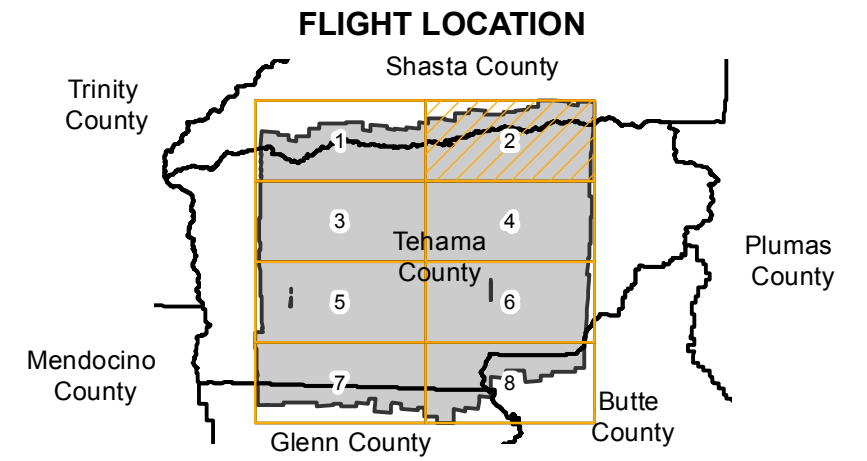 FLIGHT LOCATION
Shasta County
Trinity
County
1
2
3
4
Tehama
County
Plumas
County
5
6
Mendocino
County
7
8
Butte
County
Glenn County